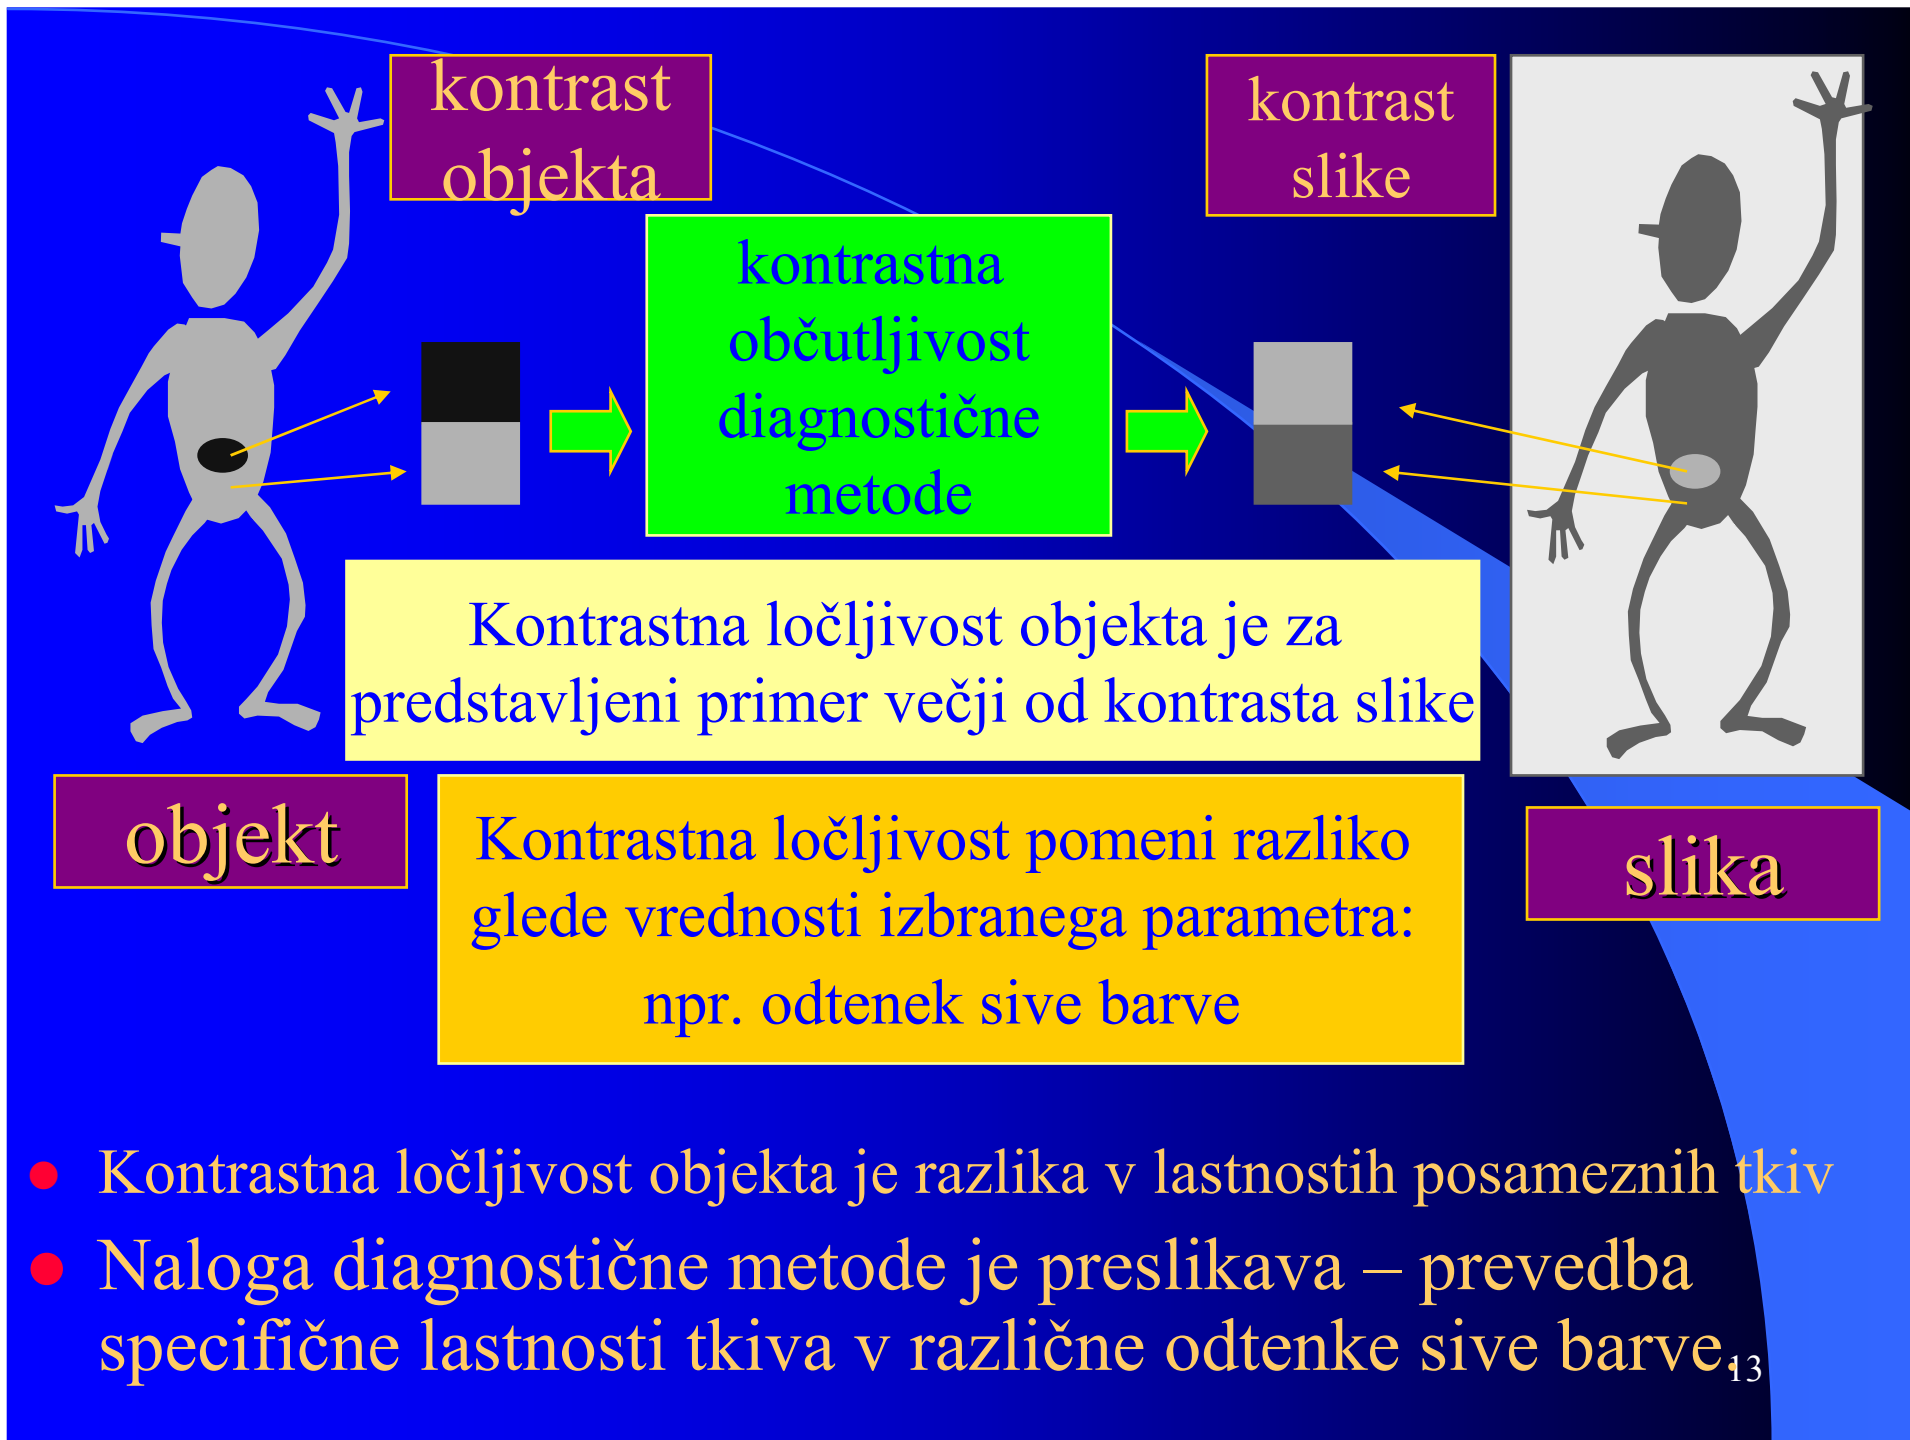 kontrast
objekta
kontrast
slike
kontrastna
občutljivost
diagnostične
metode
Kontrastna ločljivost objekta je za
predstavljeni primer večji od kontrasta slike
objekt
slika
Kontrastna ločljivost pomeni razliko
glede vrednosti izbranega parametra:
npr. odtenek sive barve
● Kontrastna ločljivost objekta je razlika v lastnostih posameznih tkiv
● Naloga diagnostične metode je preslikava – prevedba
specifične lastnosti tkiva v različne odtenke sive barve.
13